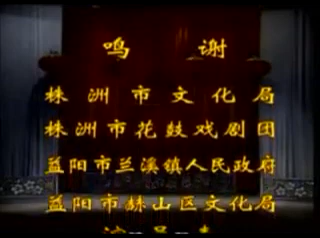 鸣 谢
株洲市文化局
株洲市花鼓戏剧团
益阳市兰溪镇人民政府
益阳市赫山区文化局